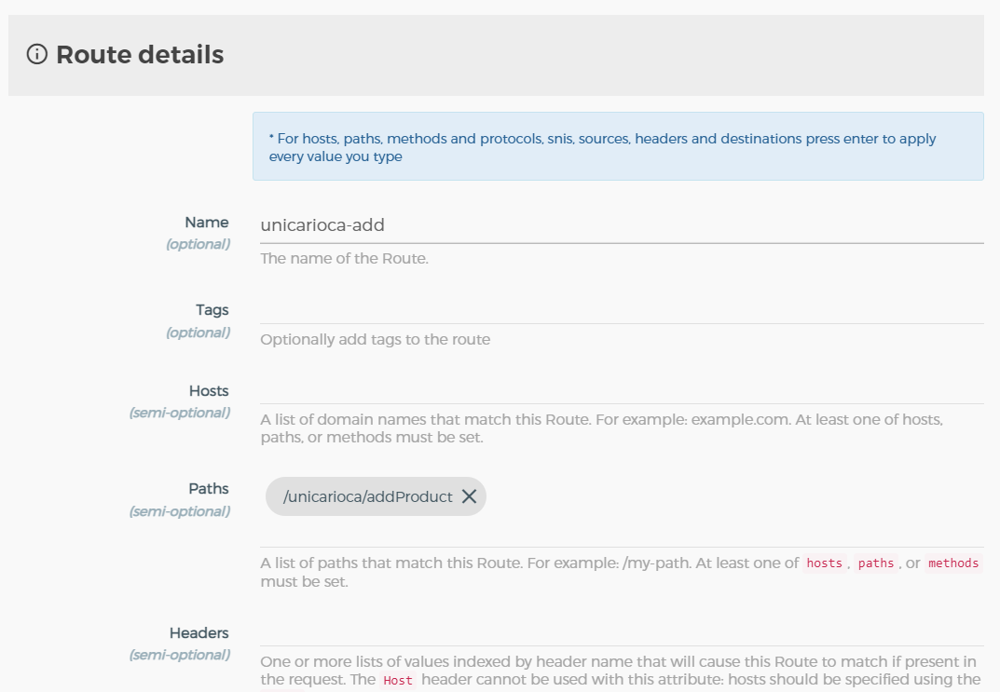 Route details
* For hosts, paths, methods and protocols, snis, sources, headers and destinations press enter to apply
every value you type
Name
(optional)
unicarioca-add
The name of the Route.
Tags
(optional)
Optionally add tags to the route
Hosts
(semi-optional)
A list of domain names that match this Route. For example: example.com. At least one of hosts,
paths, or methods must be set.
Paths
(semi-optional)
/unicarioca/addProduct
A list of paths that match this Route. For example: /my-path. At least one of hosts , paths , or methods
must be set.
Headers
(semi-optional)
One or more lists of values indexed by header name that will cause this Route to match if present in
the request. The Host header cannot be used with this attribute: hosts should be specified using the